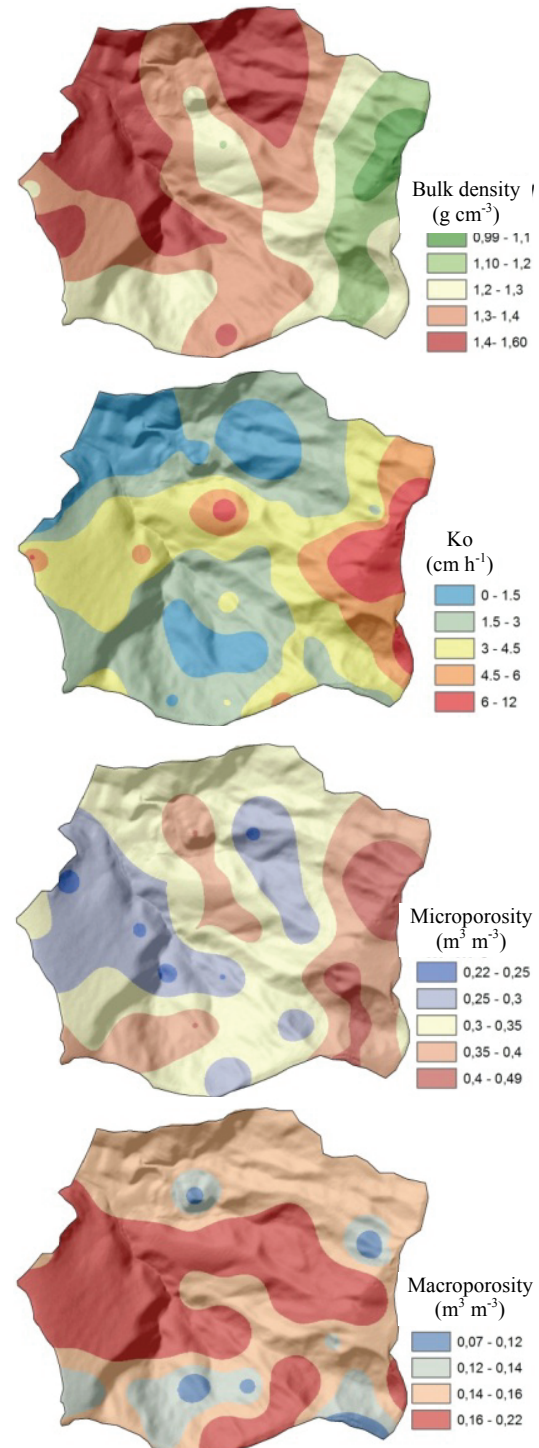 Bulk density
(g cm⁻³)
0,99 - 1,1
1,10 - 1,2
1,2 - 1,3
1,3- 1,4
1,4- 1,60
Ko
(cm h⁻¹)
0 - 1.5
1.5 - 3
3 - 4.5
4.5 - 6
6 - 12
Microporosity
(m³ m⁻³)
0,22 - 0,25
0,25 - 0,3
0,3 - 0,35
0,35 - 0,4
0,4 - 0,49
Macroporosity
(m³ m⁻³)
0,07 - 0,12
0,12 - 0,14
0,14 - 0,16
0,16 - 0,22